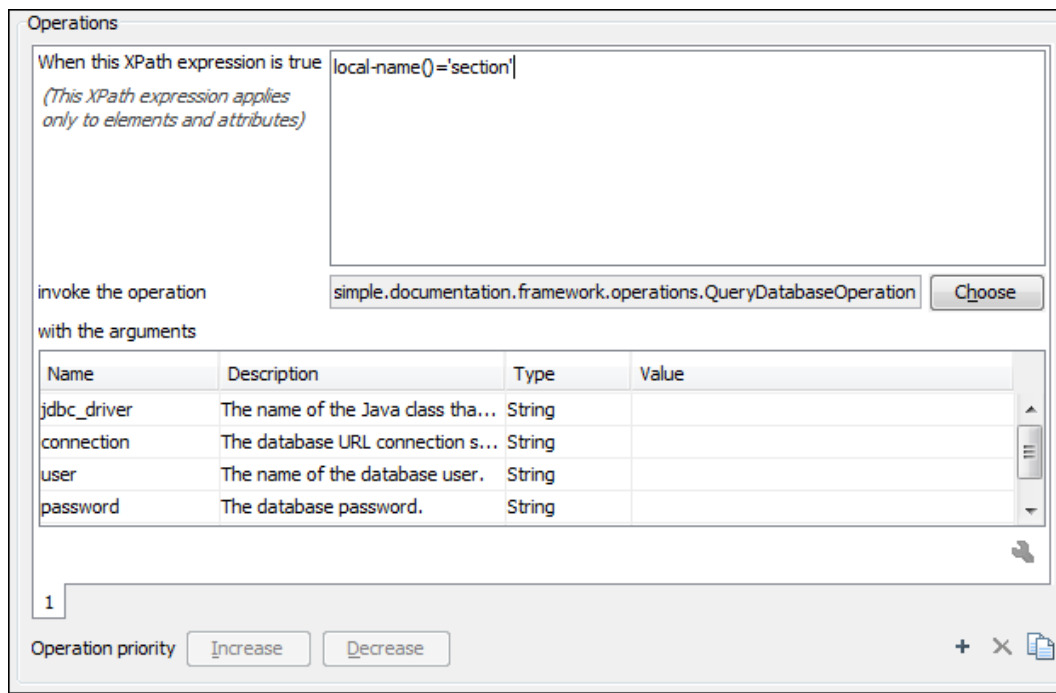 Operations
When this XPath expression is true
local-name()='section'
(This XPath expression applies
only to elements and attributes)
invoke the operation
simple.documentation.framework.operations.QueryDatabaseOperation
Choose
with the arguments
Name Description Type Value
jdbc_driver The name of the Java class tha... String
connection The database URL connection s... String
user The name of the database user. String
password The database password. String
1
Operation priority Increase Decrease